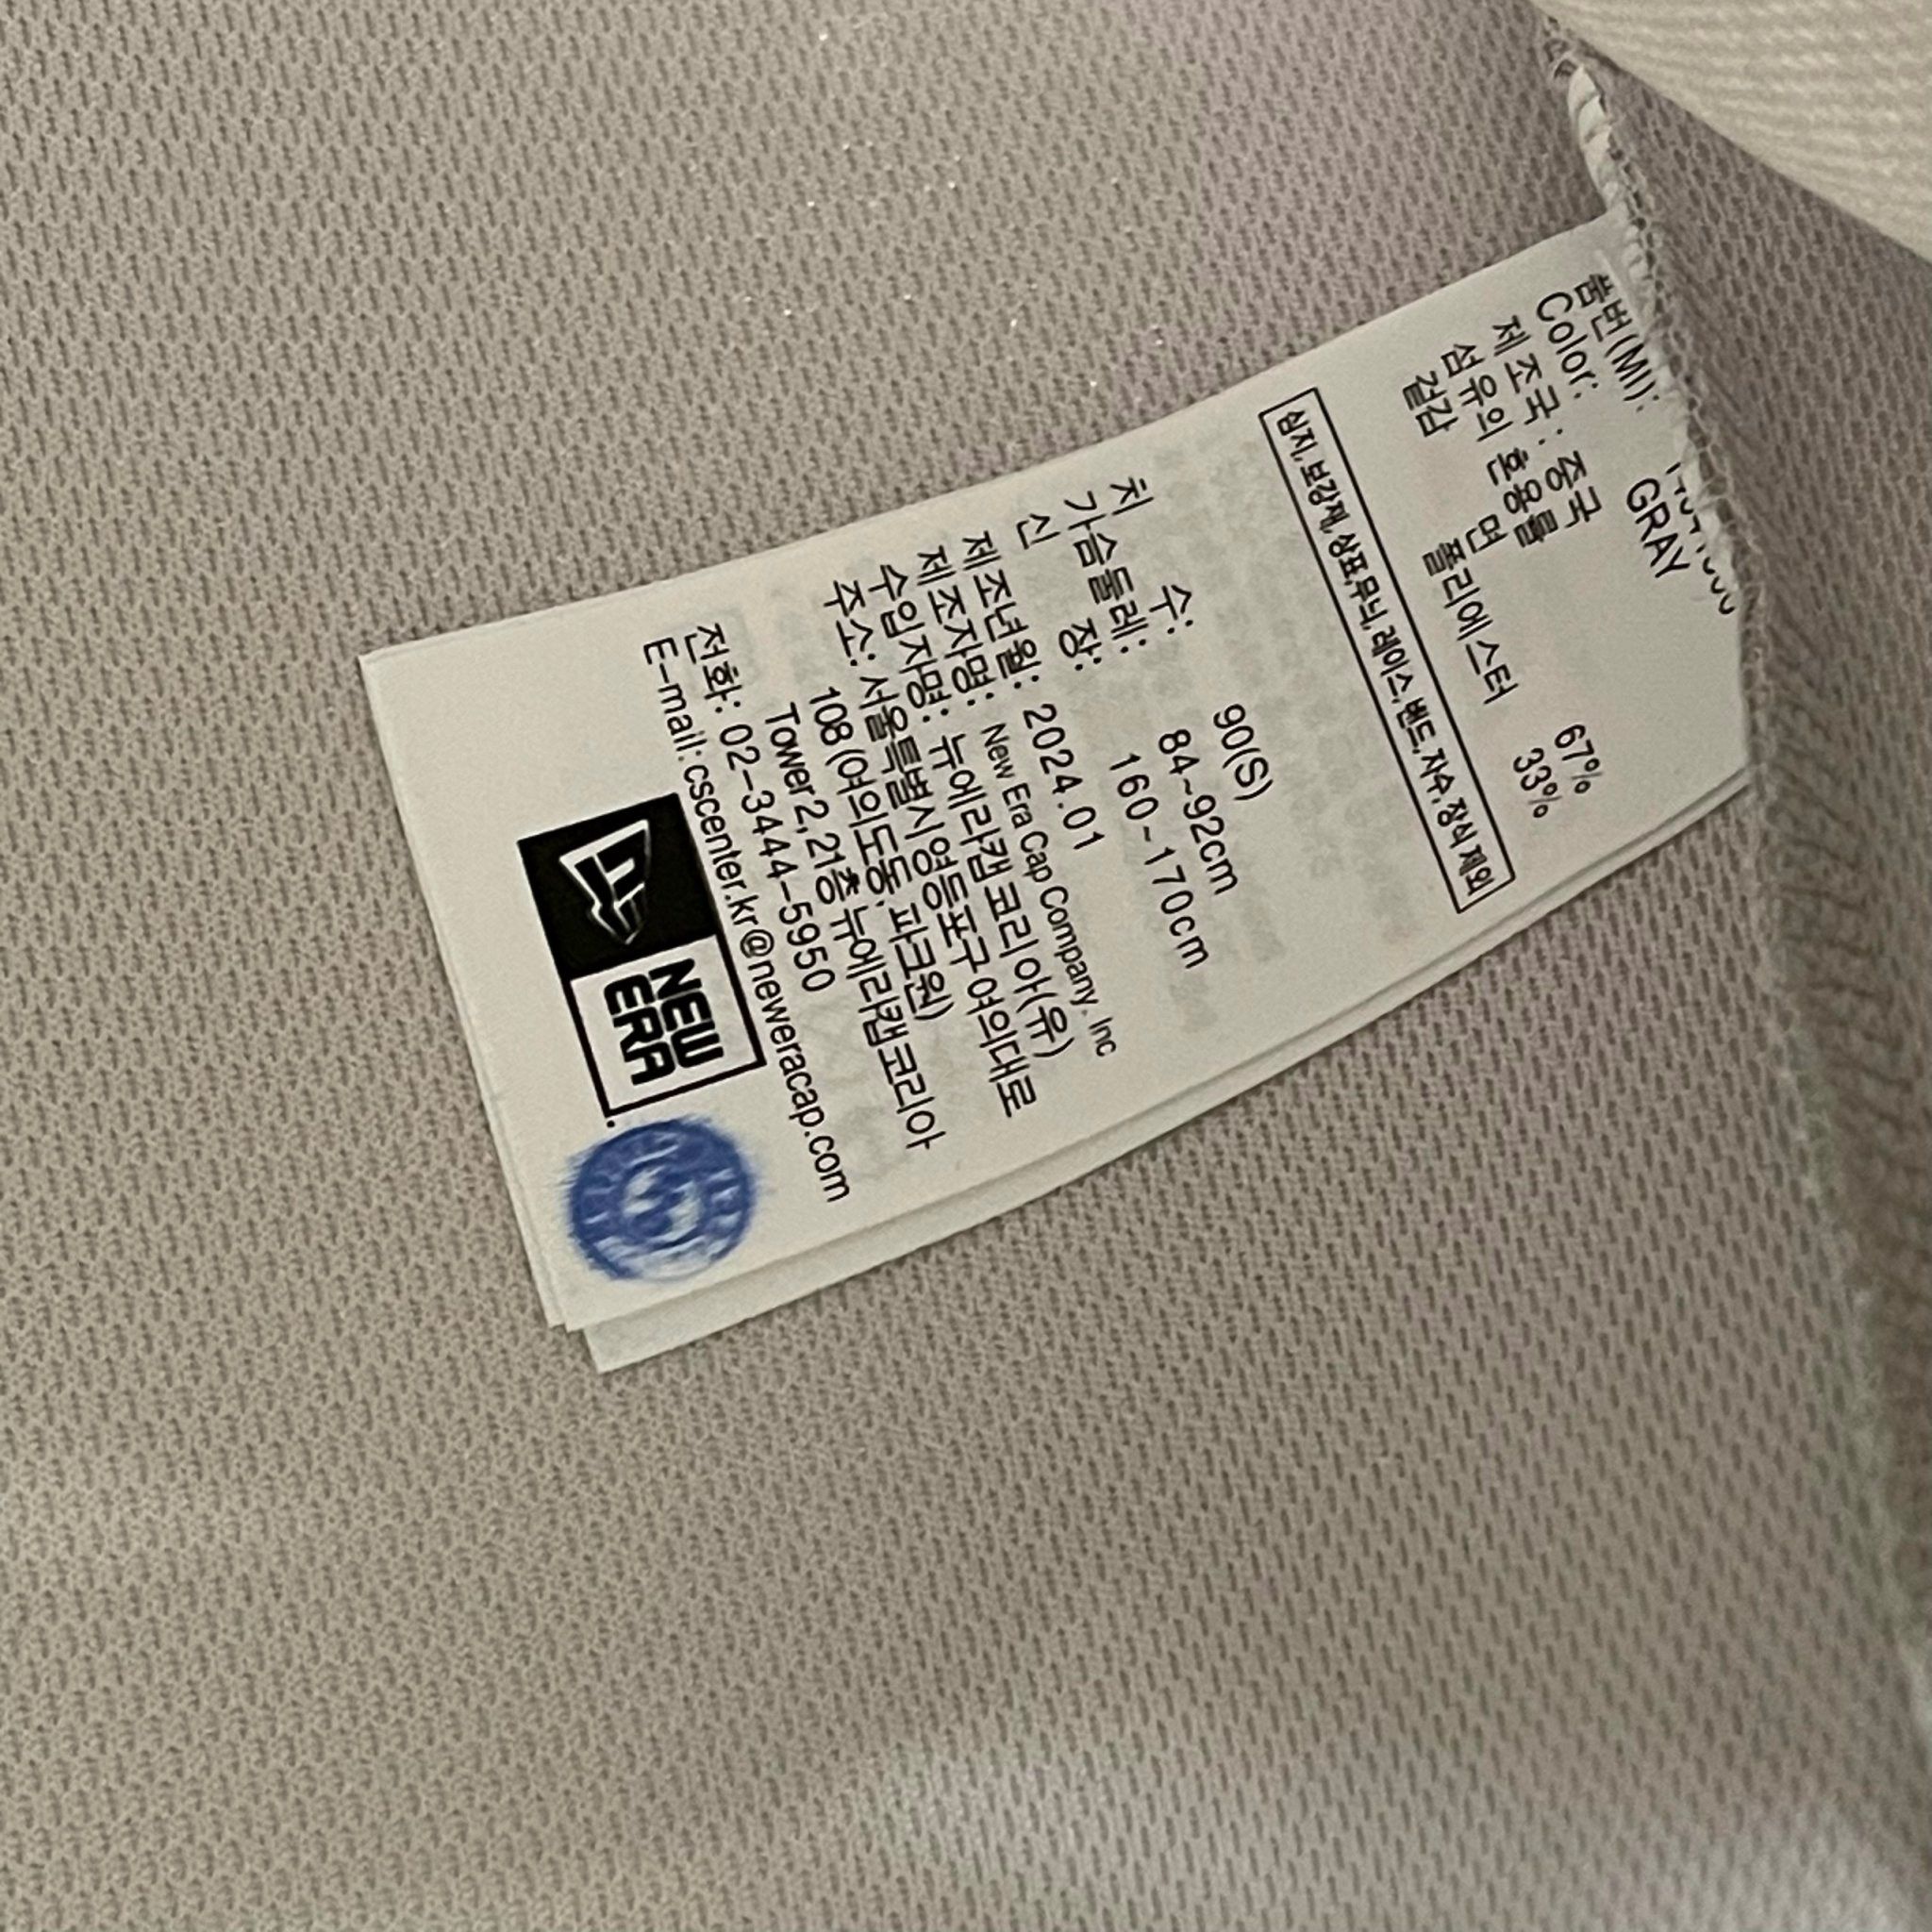 품번(MI):
Color: GRAY
제 조 국 : 중국
섬 유 의 혼 용 률
겉감 면 67%
폴리에스터 33%
심지, 보강재, 상표,무늬, 레이스, 밴드, 자수, 장식 제외
치 수: 90(S)
가슴둘레: 84~92cm
신 장: 160~170cm
제조년월: 2024.01
제조자명: New Era Cap Company, Inc
수입자명: 뉴에라캡코리아(유)
주소: 서울특별시 영등포구 여의대로
108(여의도동, 파크원)
Tower2, 21층 뉴에라캡코리아
전화: 02-3444-5950
E-mail: cscenter.kr@neweracap.com
NEW
ERA